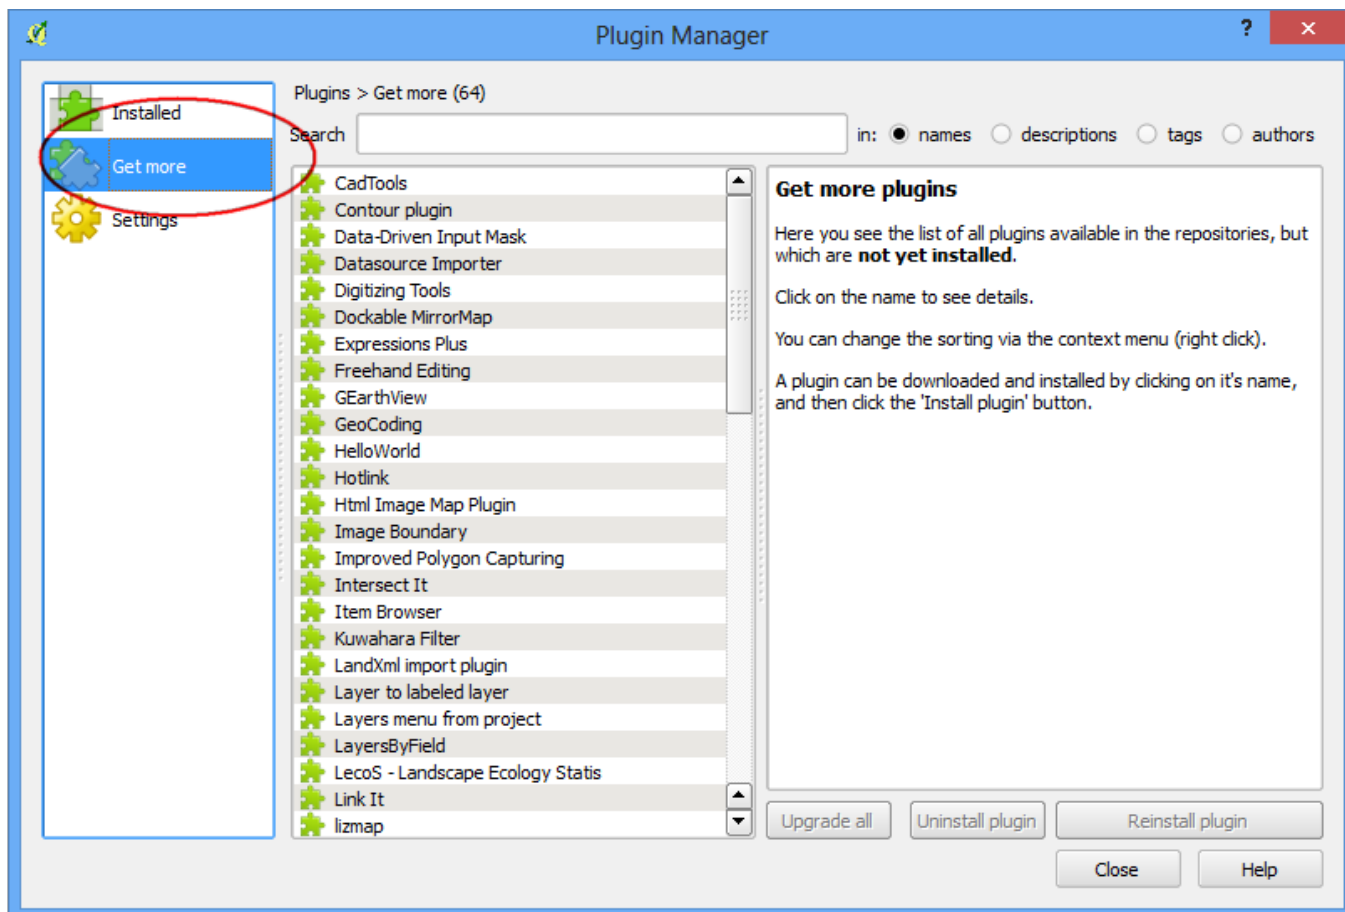 Plugin Manager
?
Installed
Get more
Settings
Plugins > Get more (64)
Search
in: names descriptions tags authors
CadTools
Contour plugin
Data-Driven Input Mask
Datasource Importer
Digitizing Tools
Dockable MirrorMap
Expressions Plus
Freehand Editing
GEarthView
GeoCoding
HelloWorld
Hotlink
Html Image Map Plugin
Image Boundary
Improved Polygon Capturing
Intersect It
Item Browser
Kuwahara Filter
LandXml import plugin
Layer to labeled layer
Layers menu from project
LayersByField
LecoS - Landscape Ecology Statis
Link It
lizmap
Get more plugins
Here you see the list of all plugins available in the repositories, but
which are not yet installed.
Click on the name to see details.
You can change the sorting via the context menu (right click).
A plugin can be downloaded and installed by clicking on it's name,
and then click the 'Install plugin' button.
Upgrade all
Uninstall plugin
Reinstall plugin
Close
Help